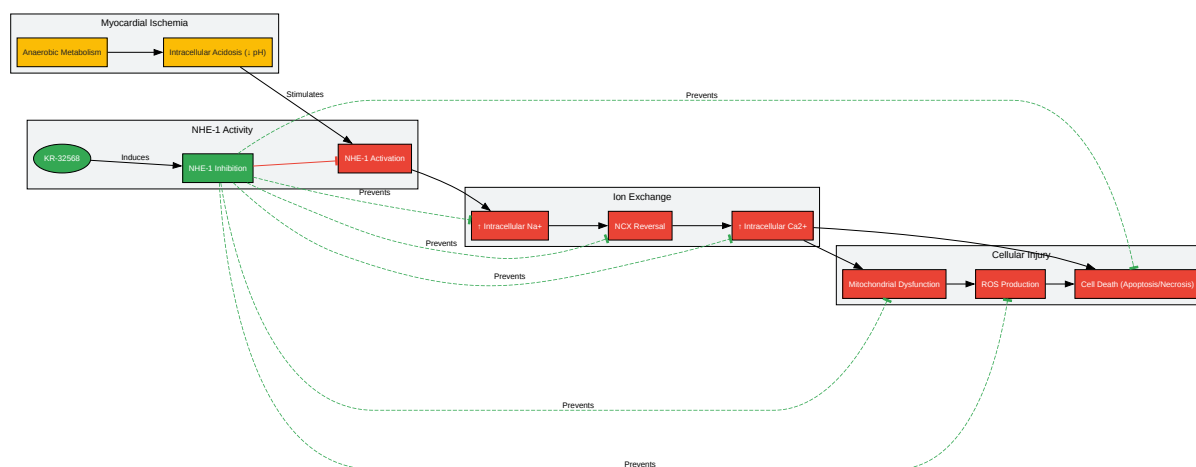 Myocardial Ischemia
Anaerobic Metabolism
Intracellular Acidosis (↓ pH)
Stimulates
Prevents
NHE-1 Activity
KR-32568
Induces
NHE-1 Inhibition
NHE-1 Activation
Prevents
Ion Exchange
↑ Intracellular Na+
NCX Reversal
↑ Intracellular Ca2+
Prevents
Prevents
Cellular Injury
Mitochondrial Dysfunction
ROS Production
Cell Death (Apoptosis/Necrosis)
Prevents
Prevents